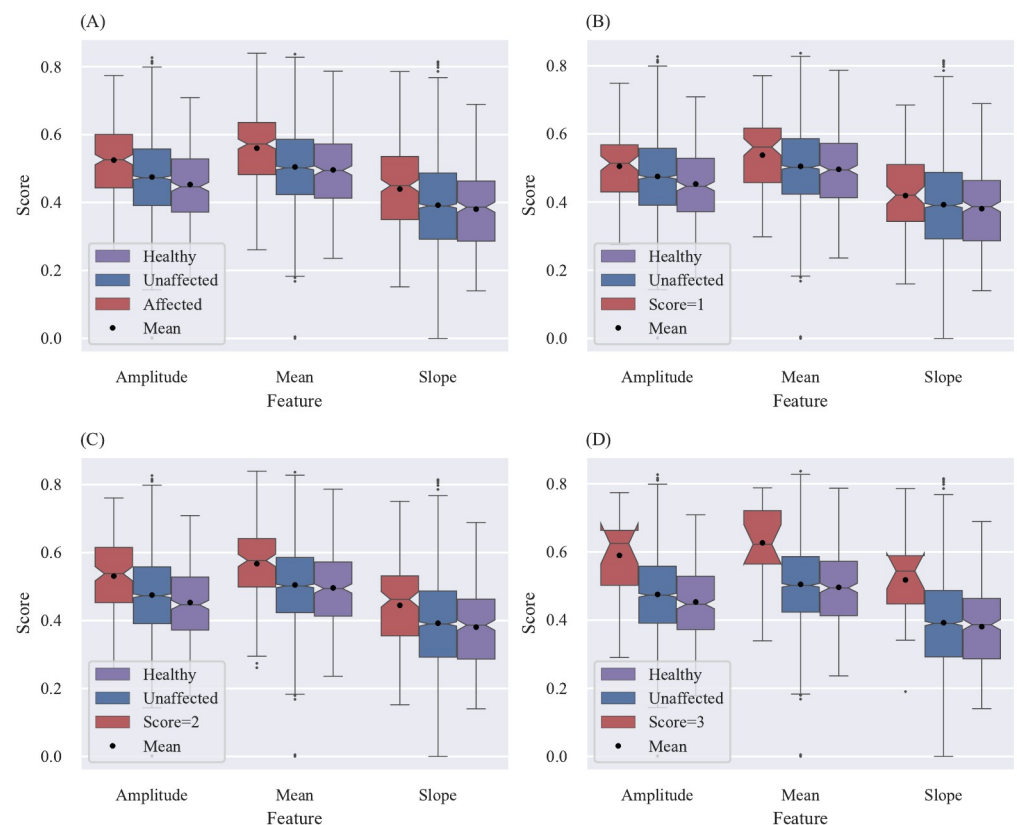 (A)
0.8
0.6
0.4
0.2
0.0
Score
Healthy
Unaffected
Affected
Mean
Amplitude
Mean
Slope
Feature
(B)
0.8
0.6
0.4
0.2
0.0
Score
Healthy
Unaffected
Score=1
Mean
Amplitude
Mean
Slope
Feature
(C)
0.8
0.6
0.4
0.2
0.0
Score
Healthy
Unaffected
Score=2
Mean
Amplitude
Mean
Slope
Feature
(D)
0.8
0.6
0.4
0.2
0.0
Score
Healthy
Unaffected
Score=3
Mean
Amplitude
Mean
Slope
Feature